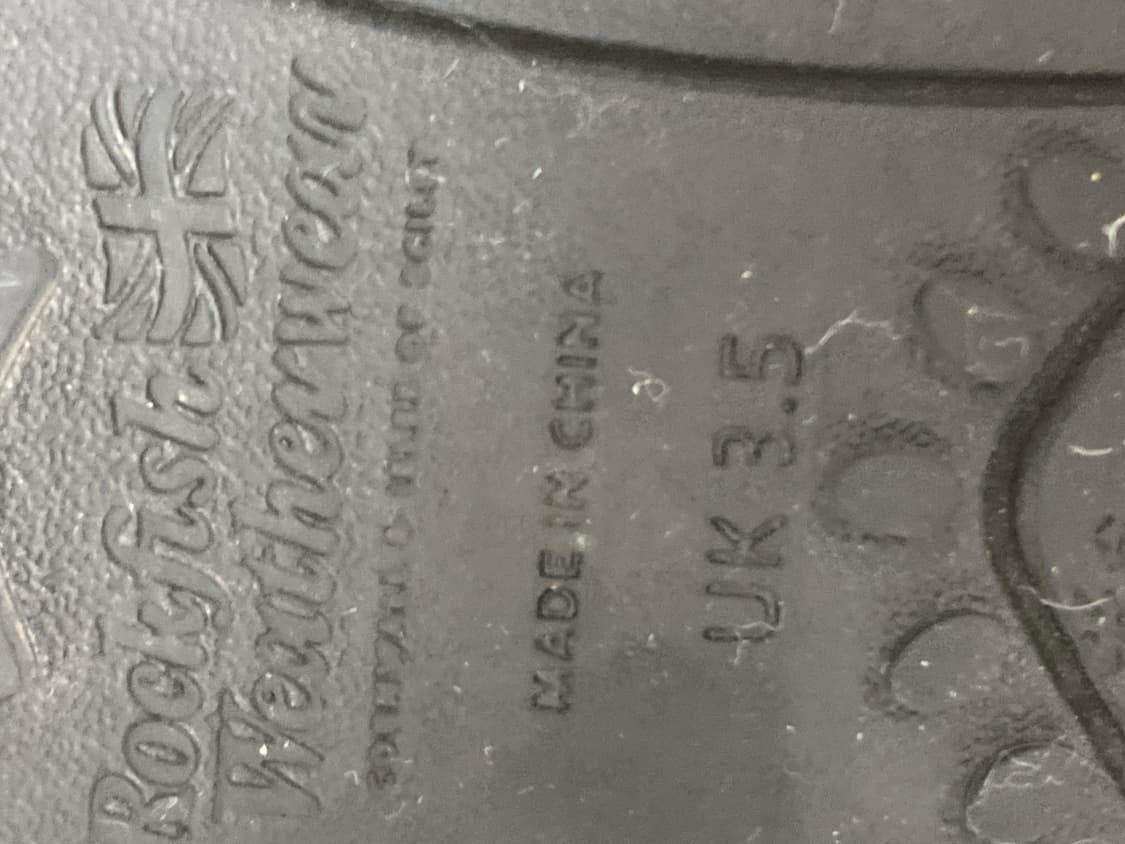 Rockfish
Weatherwear
MADE IN CHINA
UK 3.5